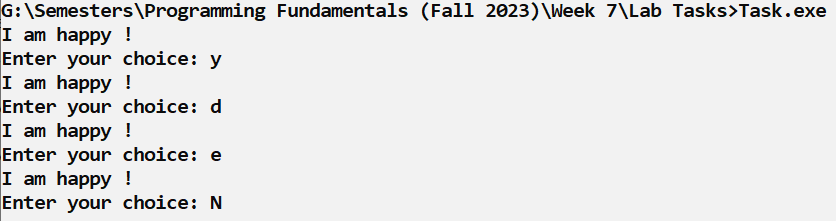 G:\Semesters\Programming Fundamentals (Fall 2023)\Week 7\Lab Tasks>Task.exe
I am happy !
Enter your choice: y
I am happy !
Enter your choice: d
I am happy !
Enter your choice: e
I am happy !
Enter your choice: N